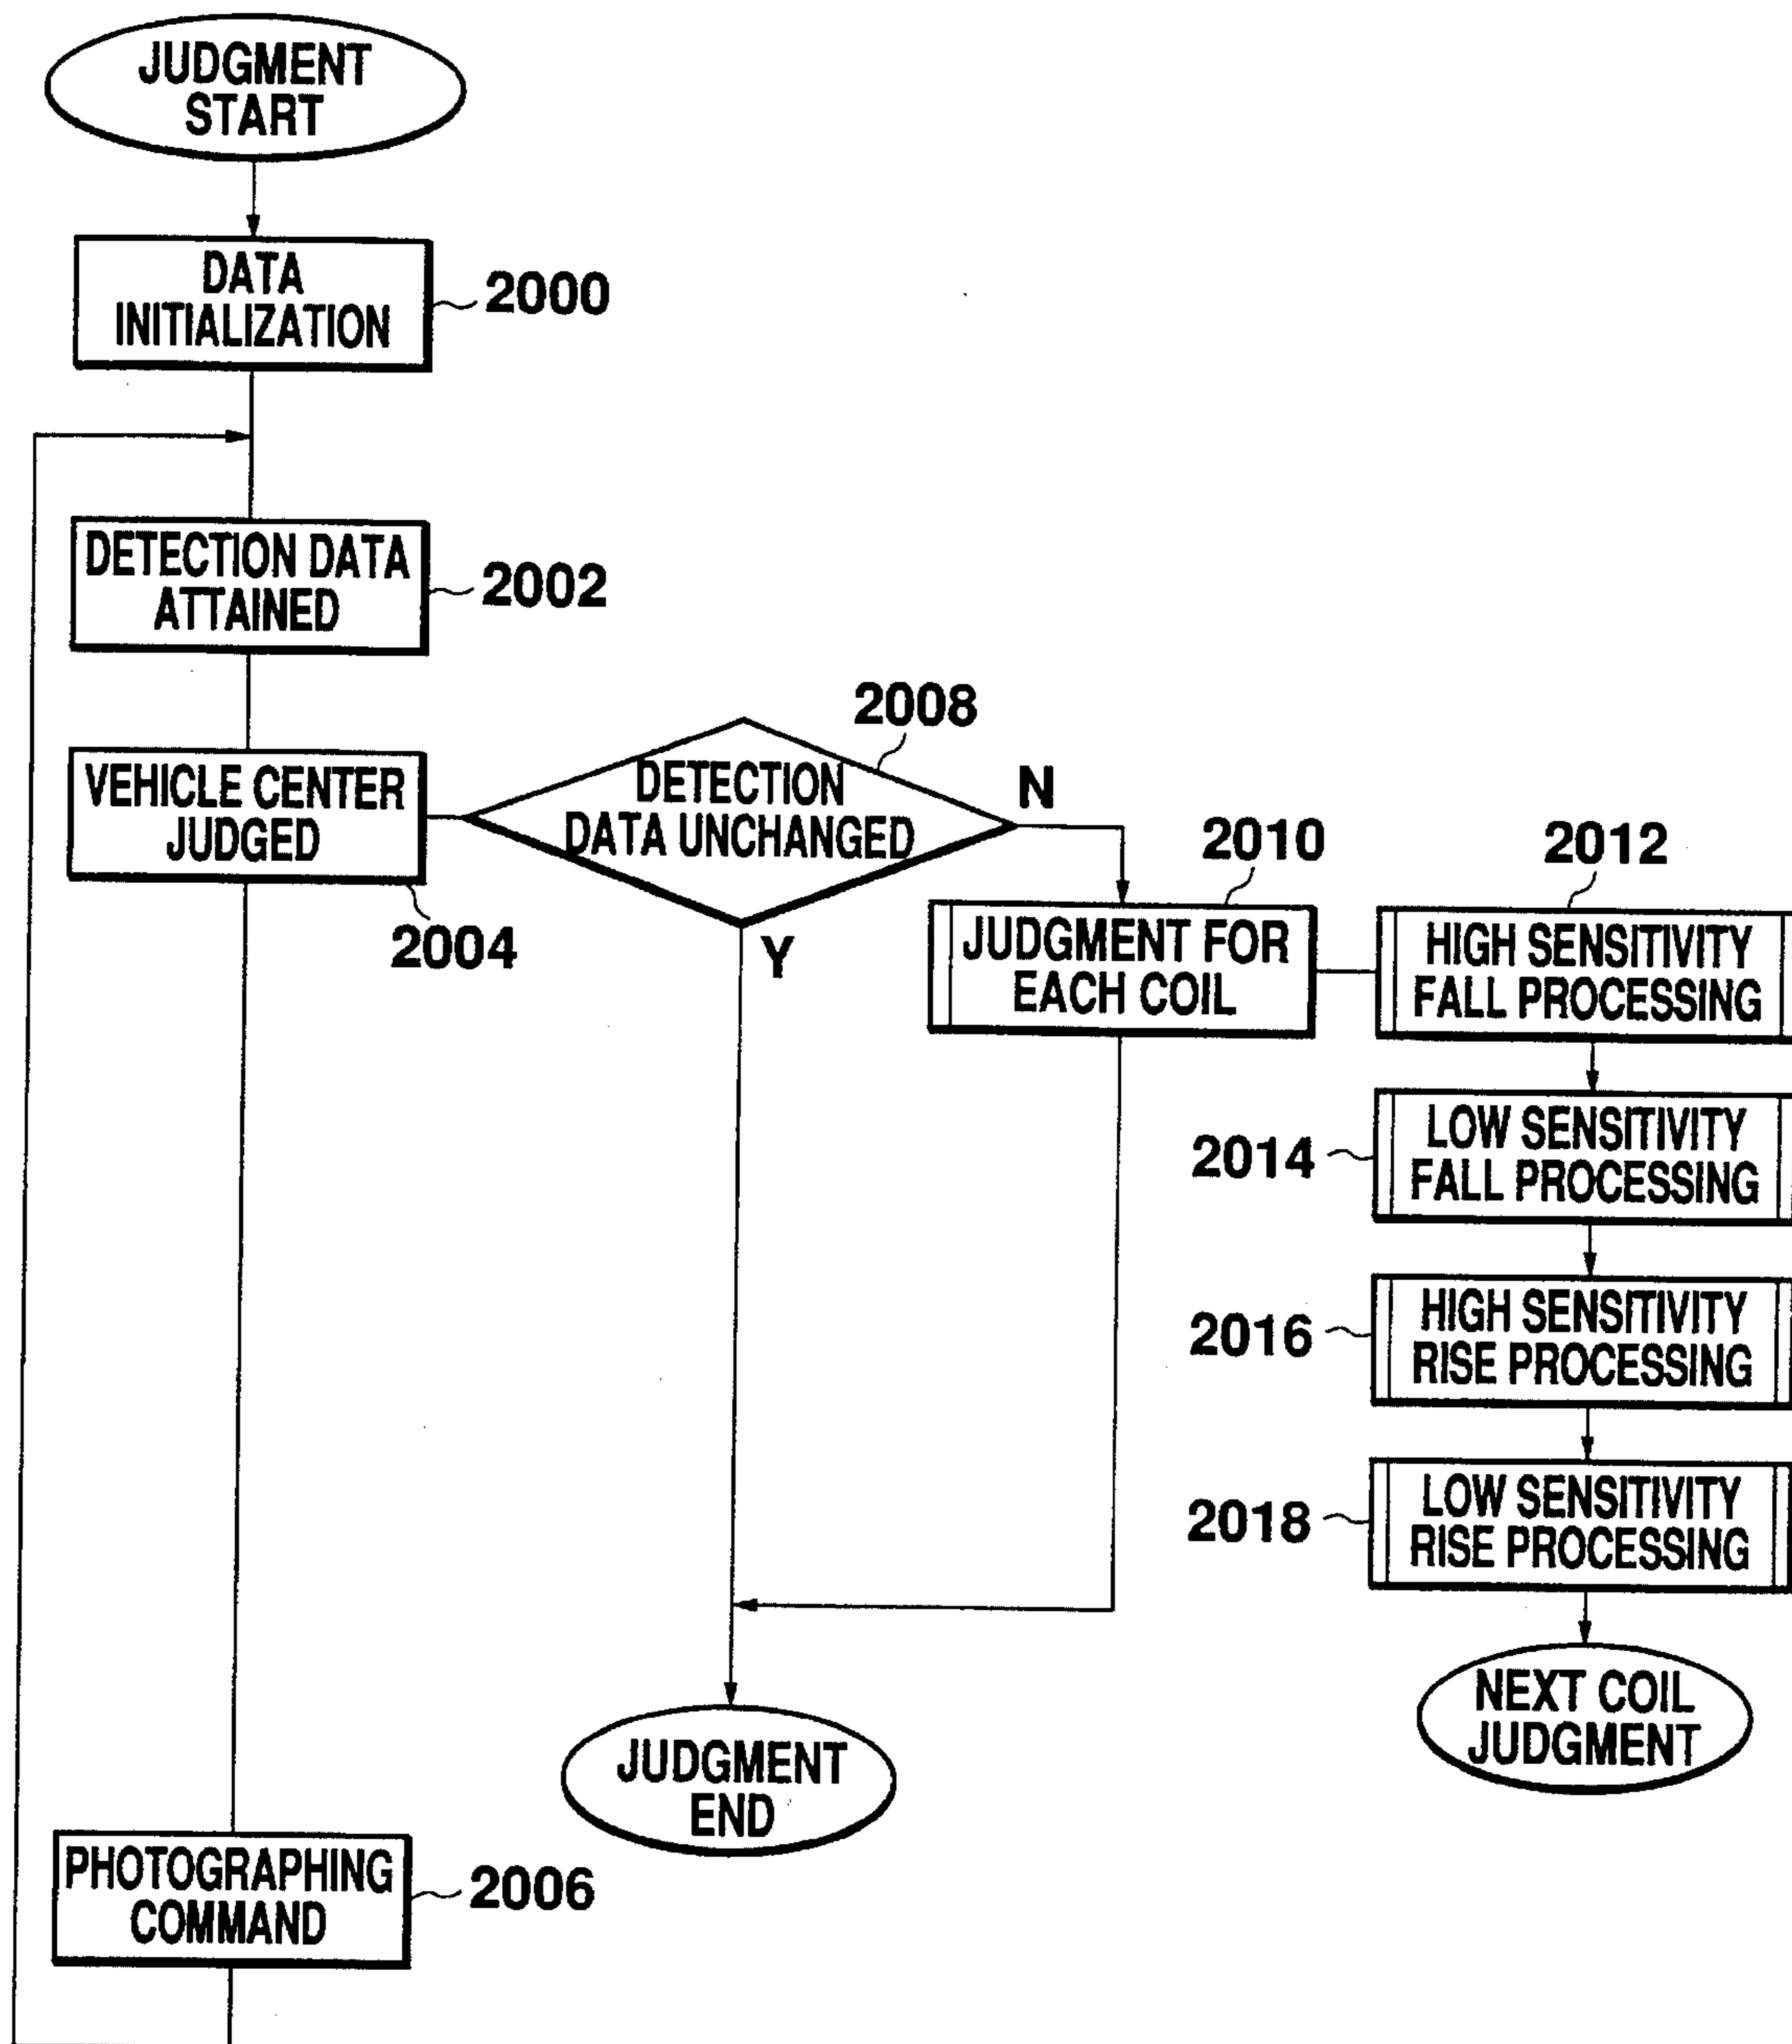 JUDGMENT
START
DATA
INITIALIZATION
2000
DETECTION DATA
ATTAINED
2002
VEHICLE CENTER
JUDGED
2004
2008
DETECTION
DATA UNCHANGED
N
Y
2010
JUDGMENT FOR
EACH COIL
2012
HIGH SENSITIVITY
FALL PROCESSING
2014
LOW SENSITIVITY
FALL PROCESSING
2016
HIGH SENSITIVITY
RISE PROCESSING
2018
LOW SENSITIVITY
RISE PROCESSING
NEXT COIL
JUDGMENT
JUDGMENT
END
PHOTOGRAPHING
COMMAND
2006